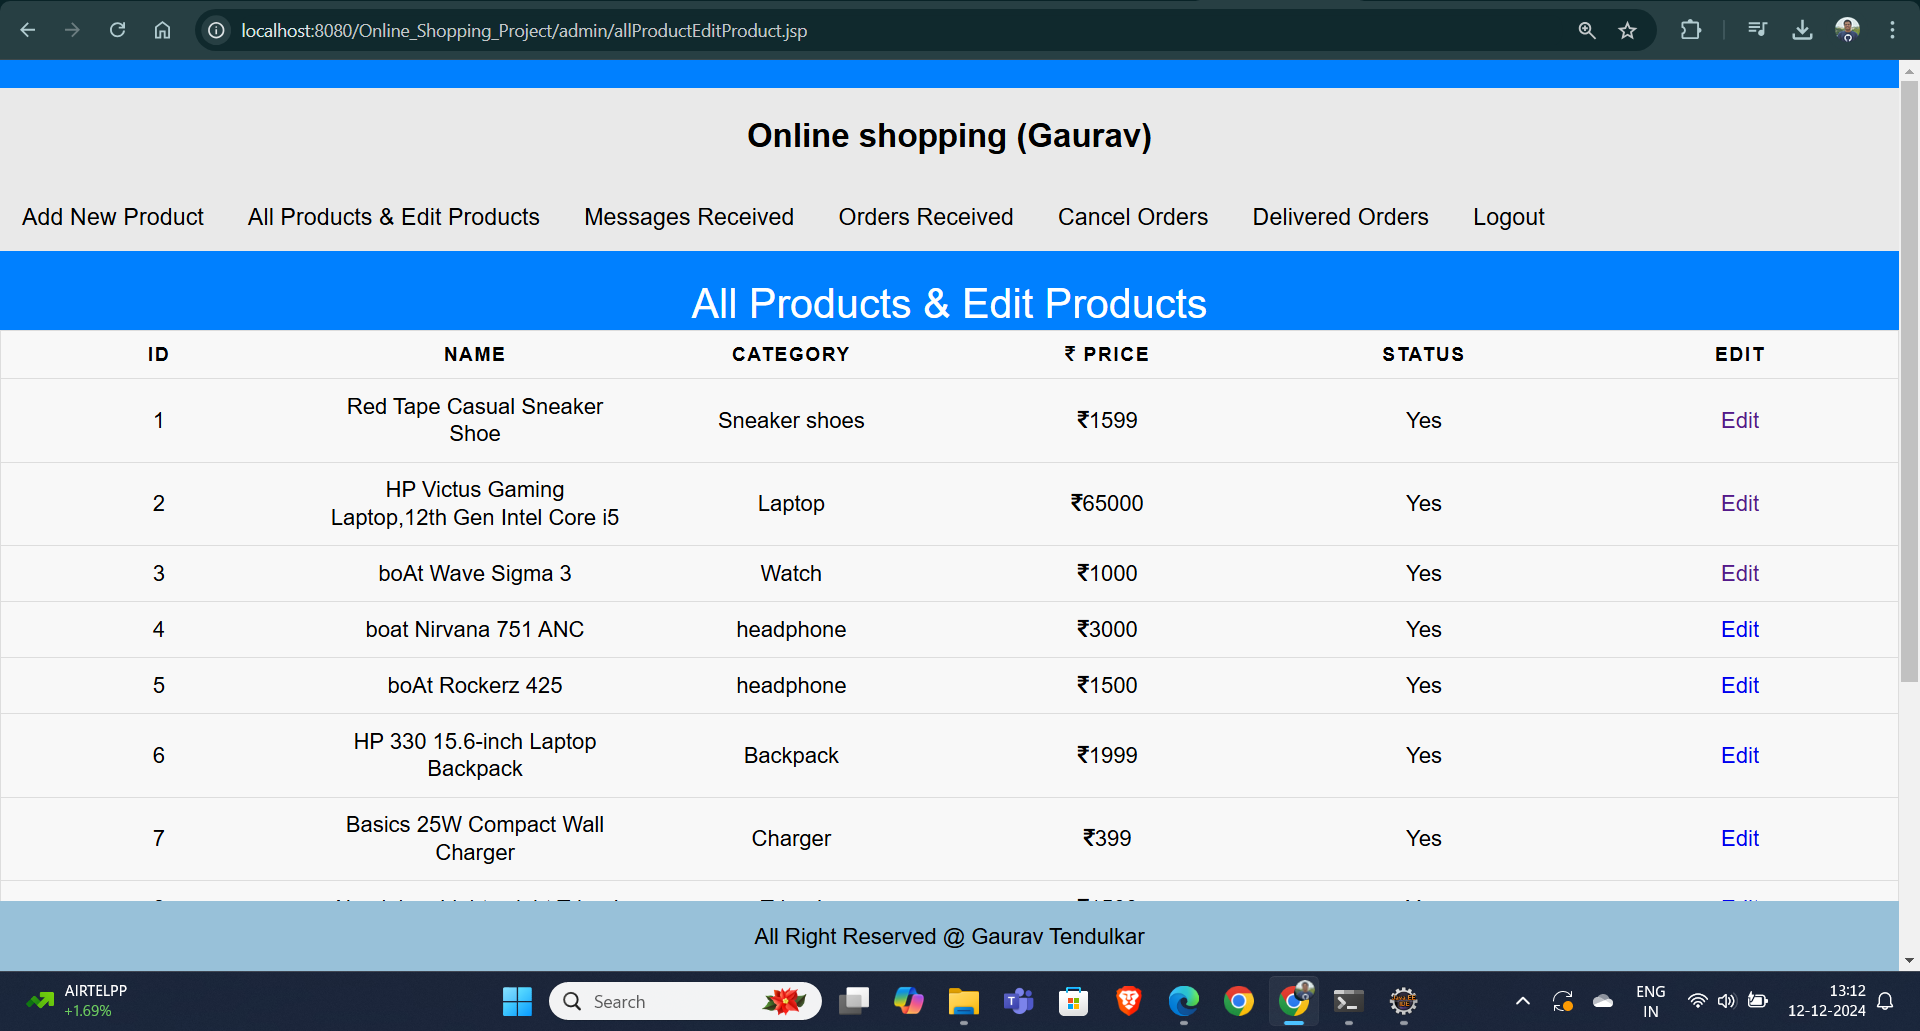 localhost:8080/Online_Shopping_Project/admin/allProductEditProduct.jsp
Online shopping (Gaurav)
Add New Product All Products & Edit Products Messages Received Orders Received Cancel Orders Delivered Orders Logout
All Products & Edit Products
ID NAME CATEGORY ₹ PRICE STATUS EDIT
1 Red Tape Casual Sneaker Sneaker shoes ₹1599 Yes Edit
Shoe
2 HP Victus Gaming Laptop ₹65000 Yes Edit
Laptop,12th Gen Intel Core i5
3 boAt Wave Sigma 3 Watch ₹1000 Yes Edit
4 boat Nirvana 751 ANC headphone ₹3000 Yes Edit
5 boAt Rockerz 425 headphone ₹1500 Yes Edit
6 HP 330 15.6-inch Laptop Backpack ₹1999 Yes Edit
Backpack
7 Basics 25W Compact Wall Charger ₹399 Yes Edit
Charger
All Right Reserved @ Gaurav Tendulkar
AIRTELPP
+1.69%
Search
ENG
IN
13:12
12-12-2024